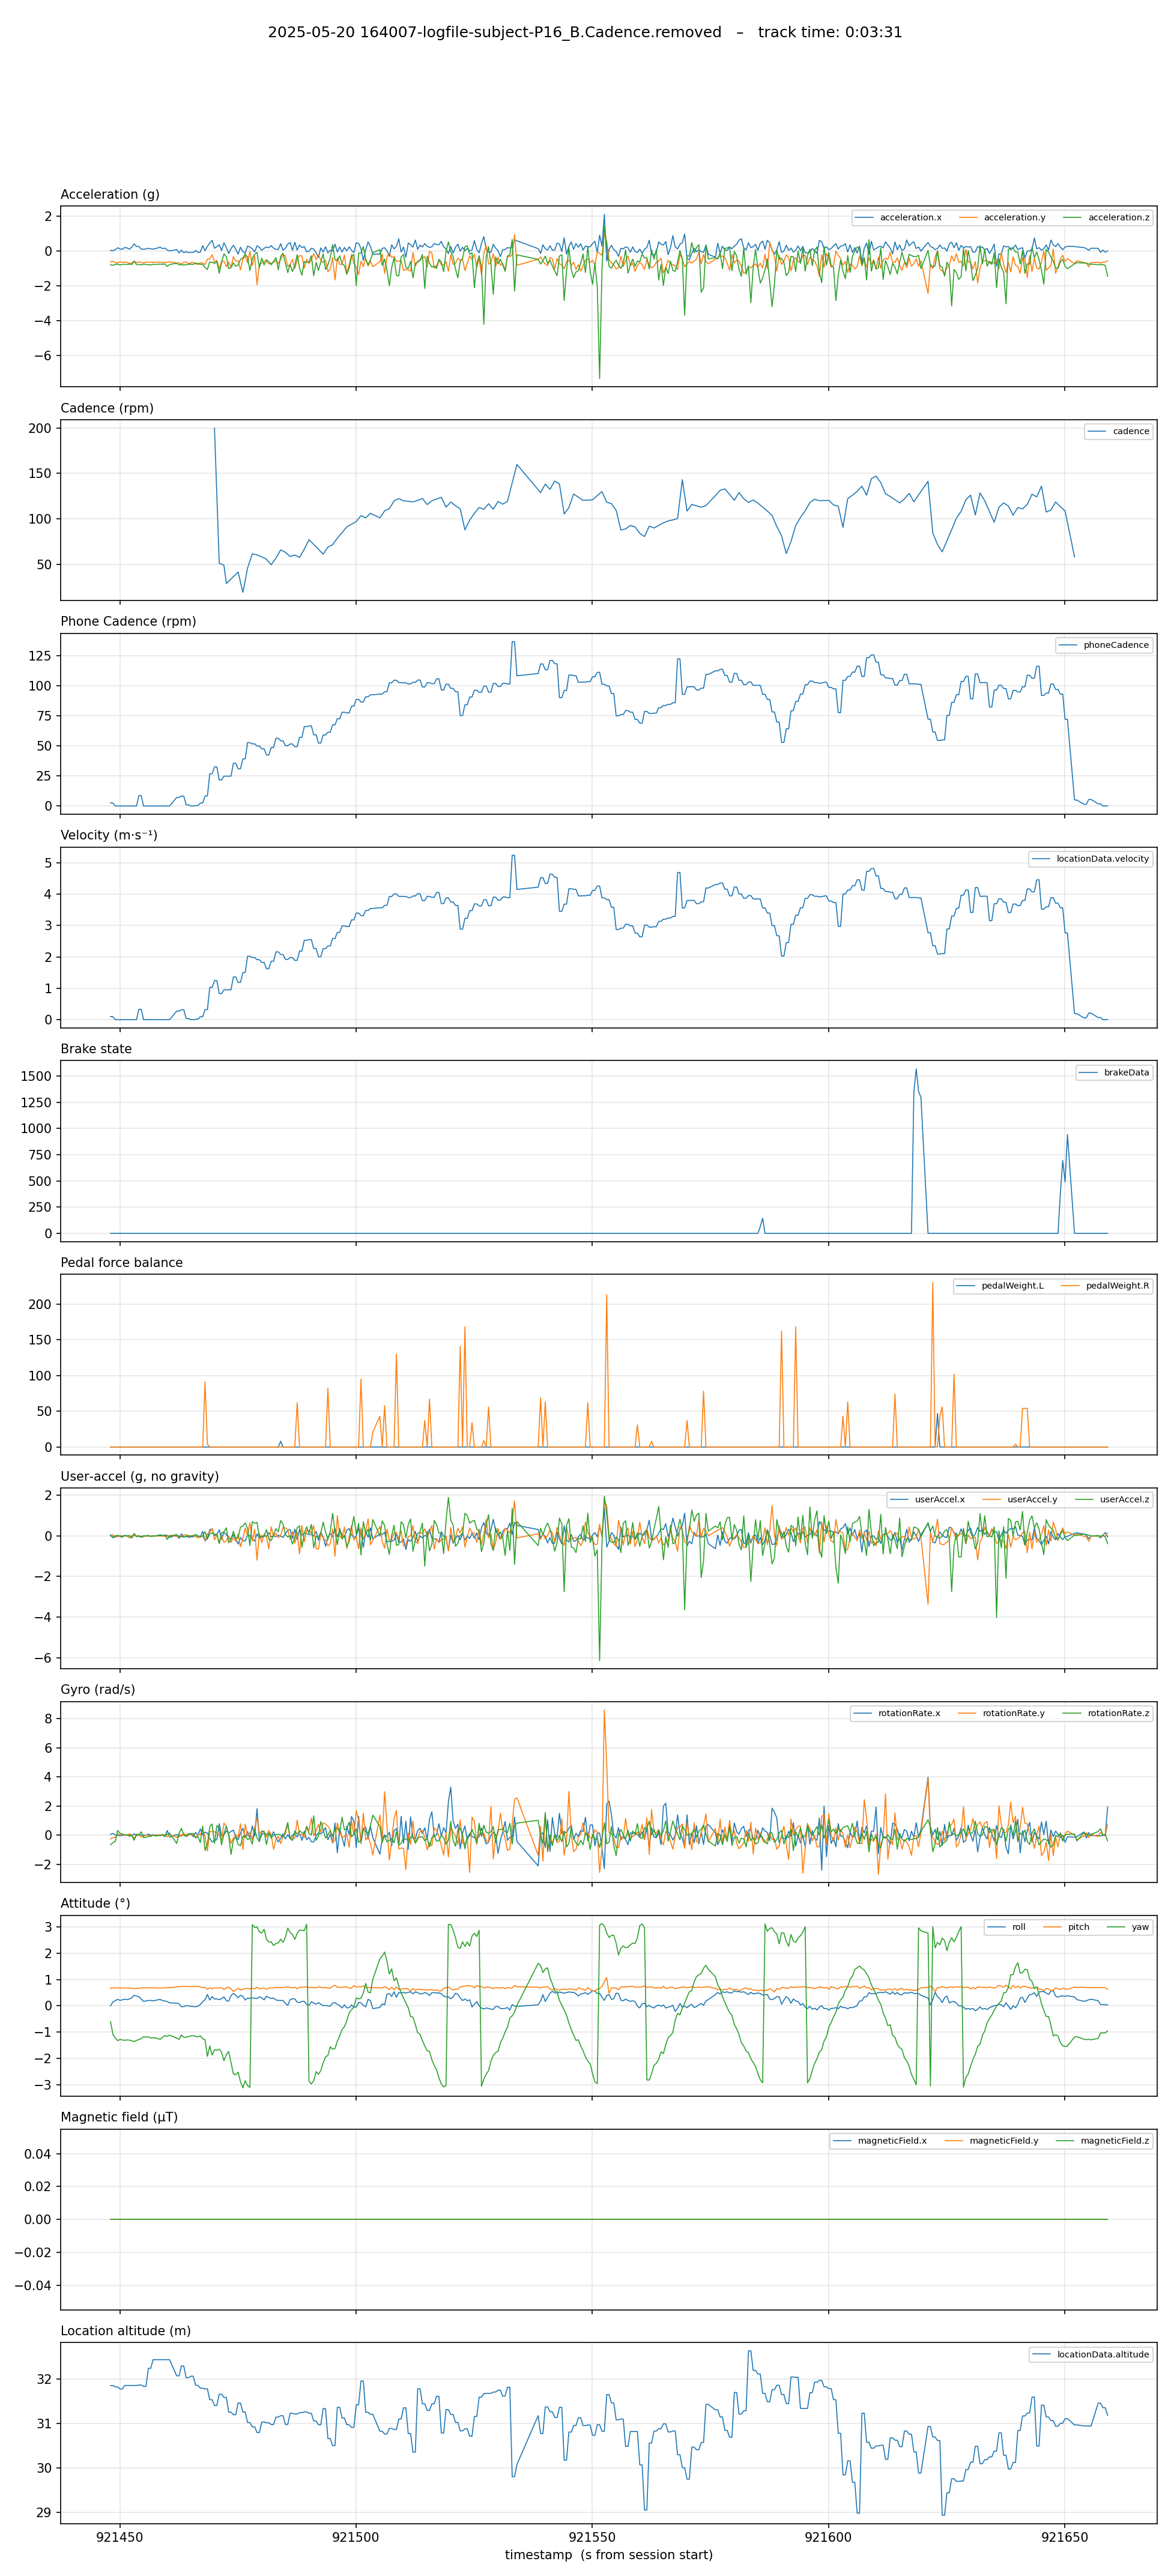 2025-05-20 164007-logfile-subject-P16_B.Cadence.removed – track time: 0:03:31
Acceleration (g)
acceleration.x acceleration.y acceleration.z
2
0
−2
−4
−6
Cadence (rpm)
cadence
200
150
100
50
Phone Cadence (rpm)
phoneCadence
125
100
75
50
25
0
Velocity (m·s⁻¹)
locationData.velocity
5
4
3
2
1
0
Brake state
brakeData
1500
1250
1000
750
500
250
0
Pedal force balance
pedalWeight.L pedalWeight.R
200
150
100
50
0
User-accel (g, no gravity)
userAccel.x userAccel.y userAccel.z
2
0
−2
−4
−6
Gyro (rad/s)
rotationRate.x rotationRate.y rotationRate.z
8
6
4
2
0
−2
Attitude (°)
roll pitch yaw
3
2
1
0
−1
−2
−3
Magnetic field (µT)
magneticField.x magneticField.y magneticField.z
0.04
0.02
0.00
−0.02
−0.04
Location altitude (m)
locationData.altitude
32
31
30
29
921450 921500 921550 921600 921650
timestamp (s from session start)